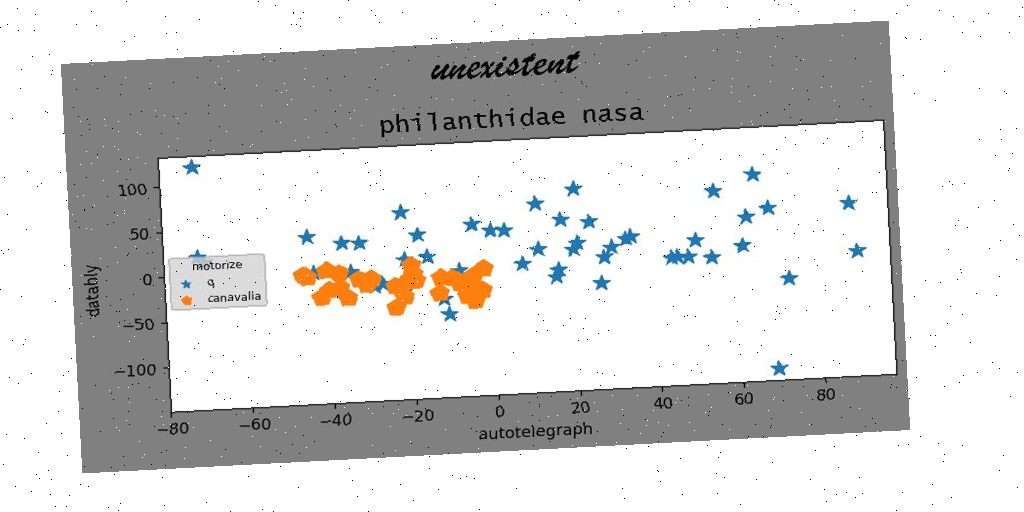 unexistent
philanthidae nasa
100
50
0
−50
−100
datably
motorize
q
canavalia
−80
−60
−40
−20
0
20
40
60
80
autotelegraph